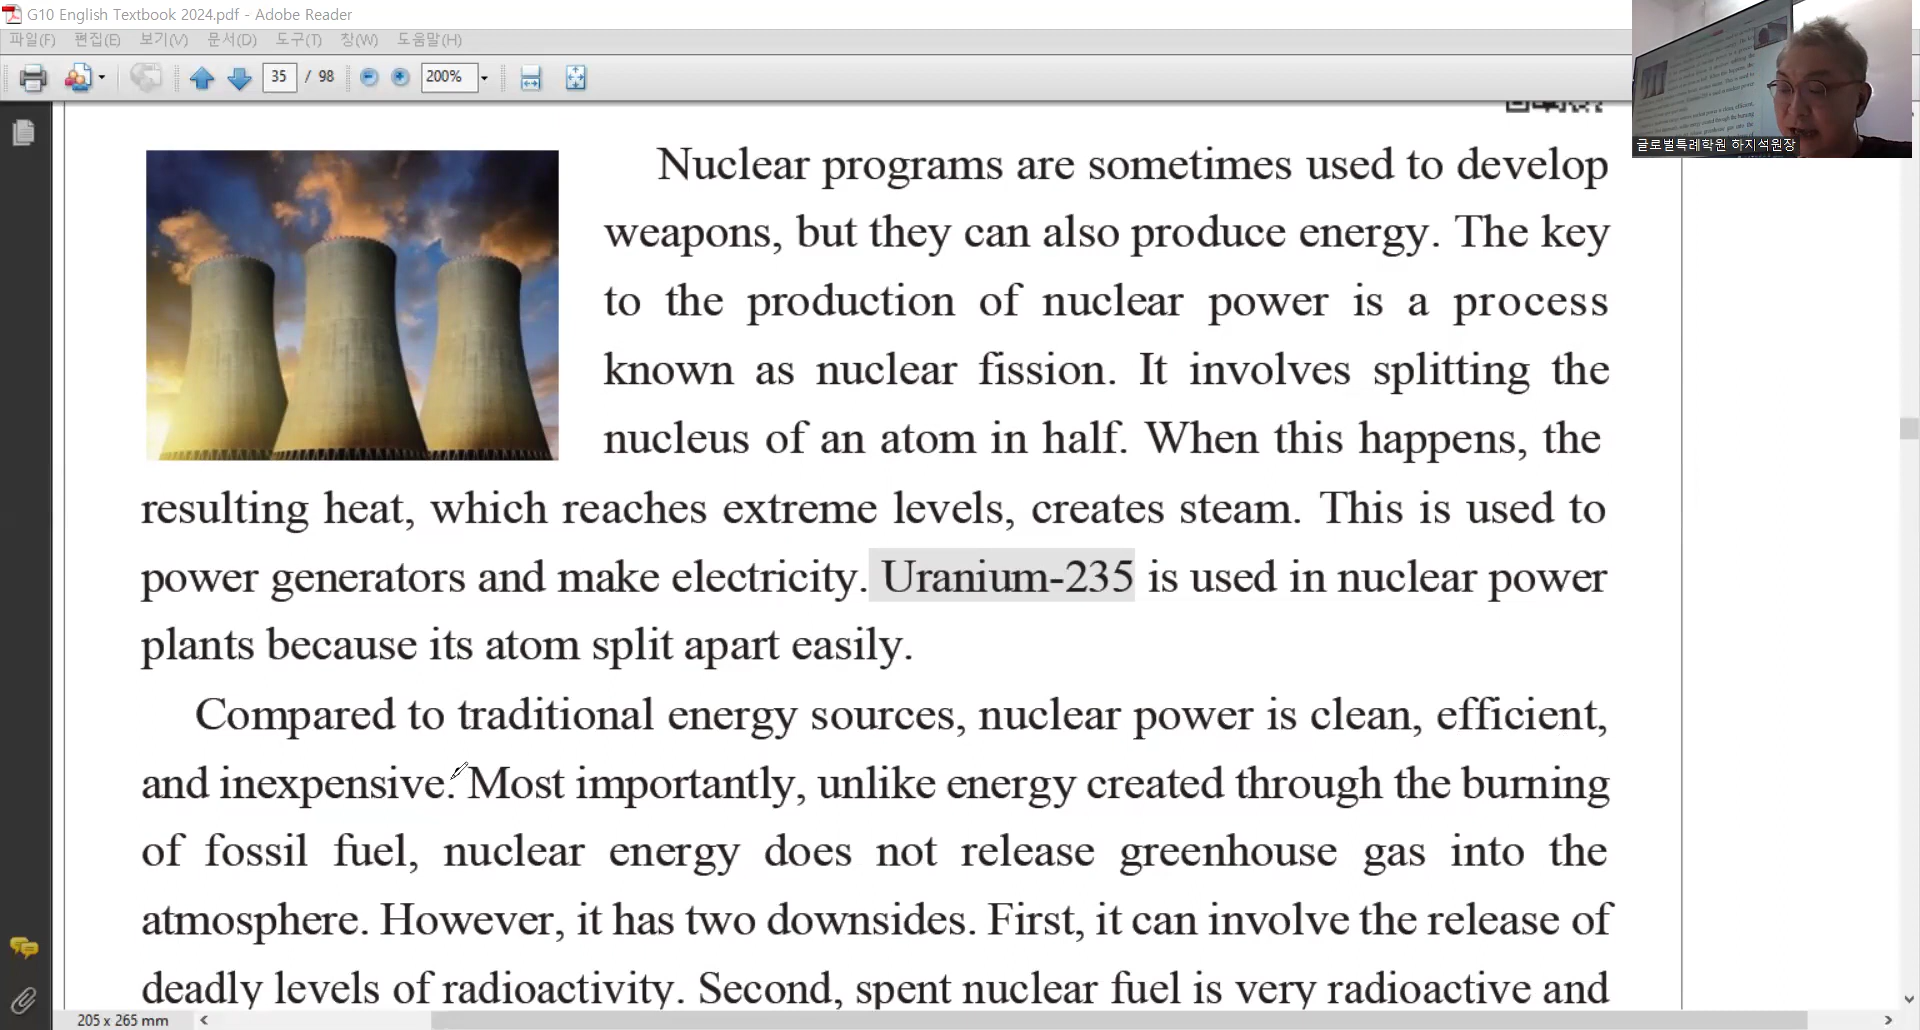 G10 English Textbook 2024.pdf - Adobe Reader
파일(F) 편집(E) 보기(V) 문서(D) 도구(T) 창(W) 도움말(H)
35 / 98 200%
글로벌특례학원 하지석원장
Nuclear programs are sometimes used to develop
weapons, but they can also produce energy. The key
to the production of nuclear power is a process
known as nuclear fission. It involves splitting the
nucleus of an atom in half. When this happens, the
resulting heat, which reaches extreme levels, creates steam. This is used to
power generators and make electricity. Uranium-235 is used in nuclear power
plants because its atom split apart easily.
Compared to traditional energy sources, nuclear power is clean, efficient,
and inexpensive. Most importantly, unlike energy created through the burning
of fossil fuel, nuclear energy does not release greenhouse gas into the
atmosphere. However, it has two downsides. First, it can involve the release of
deadly levels of radioactivity. Second, spent nuclear fuel is very radioactive and
205 x 265 mm